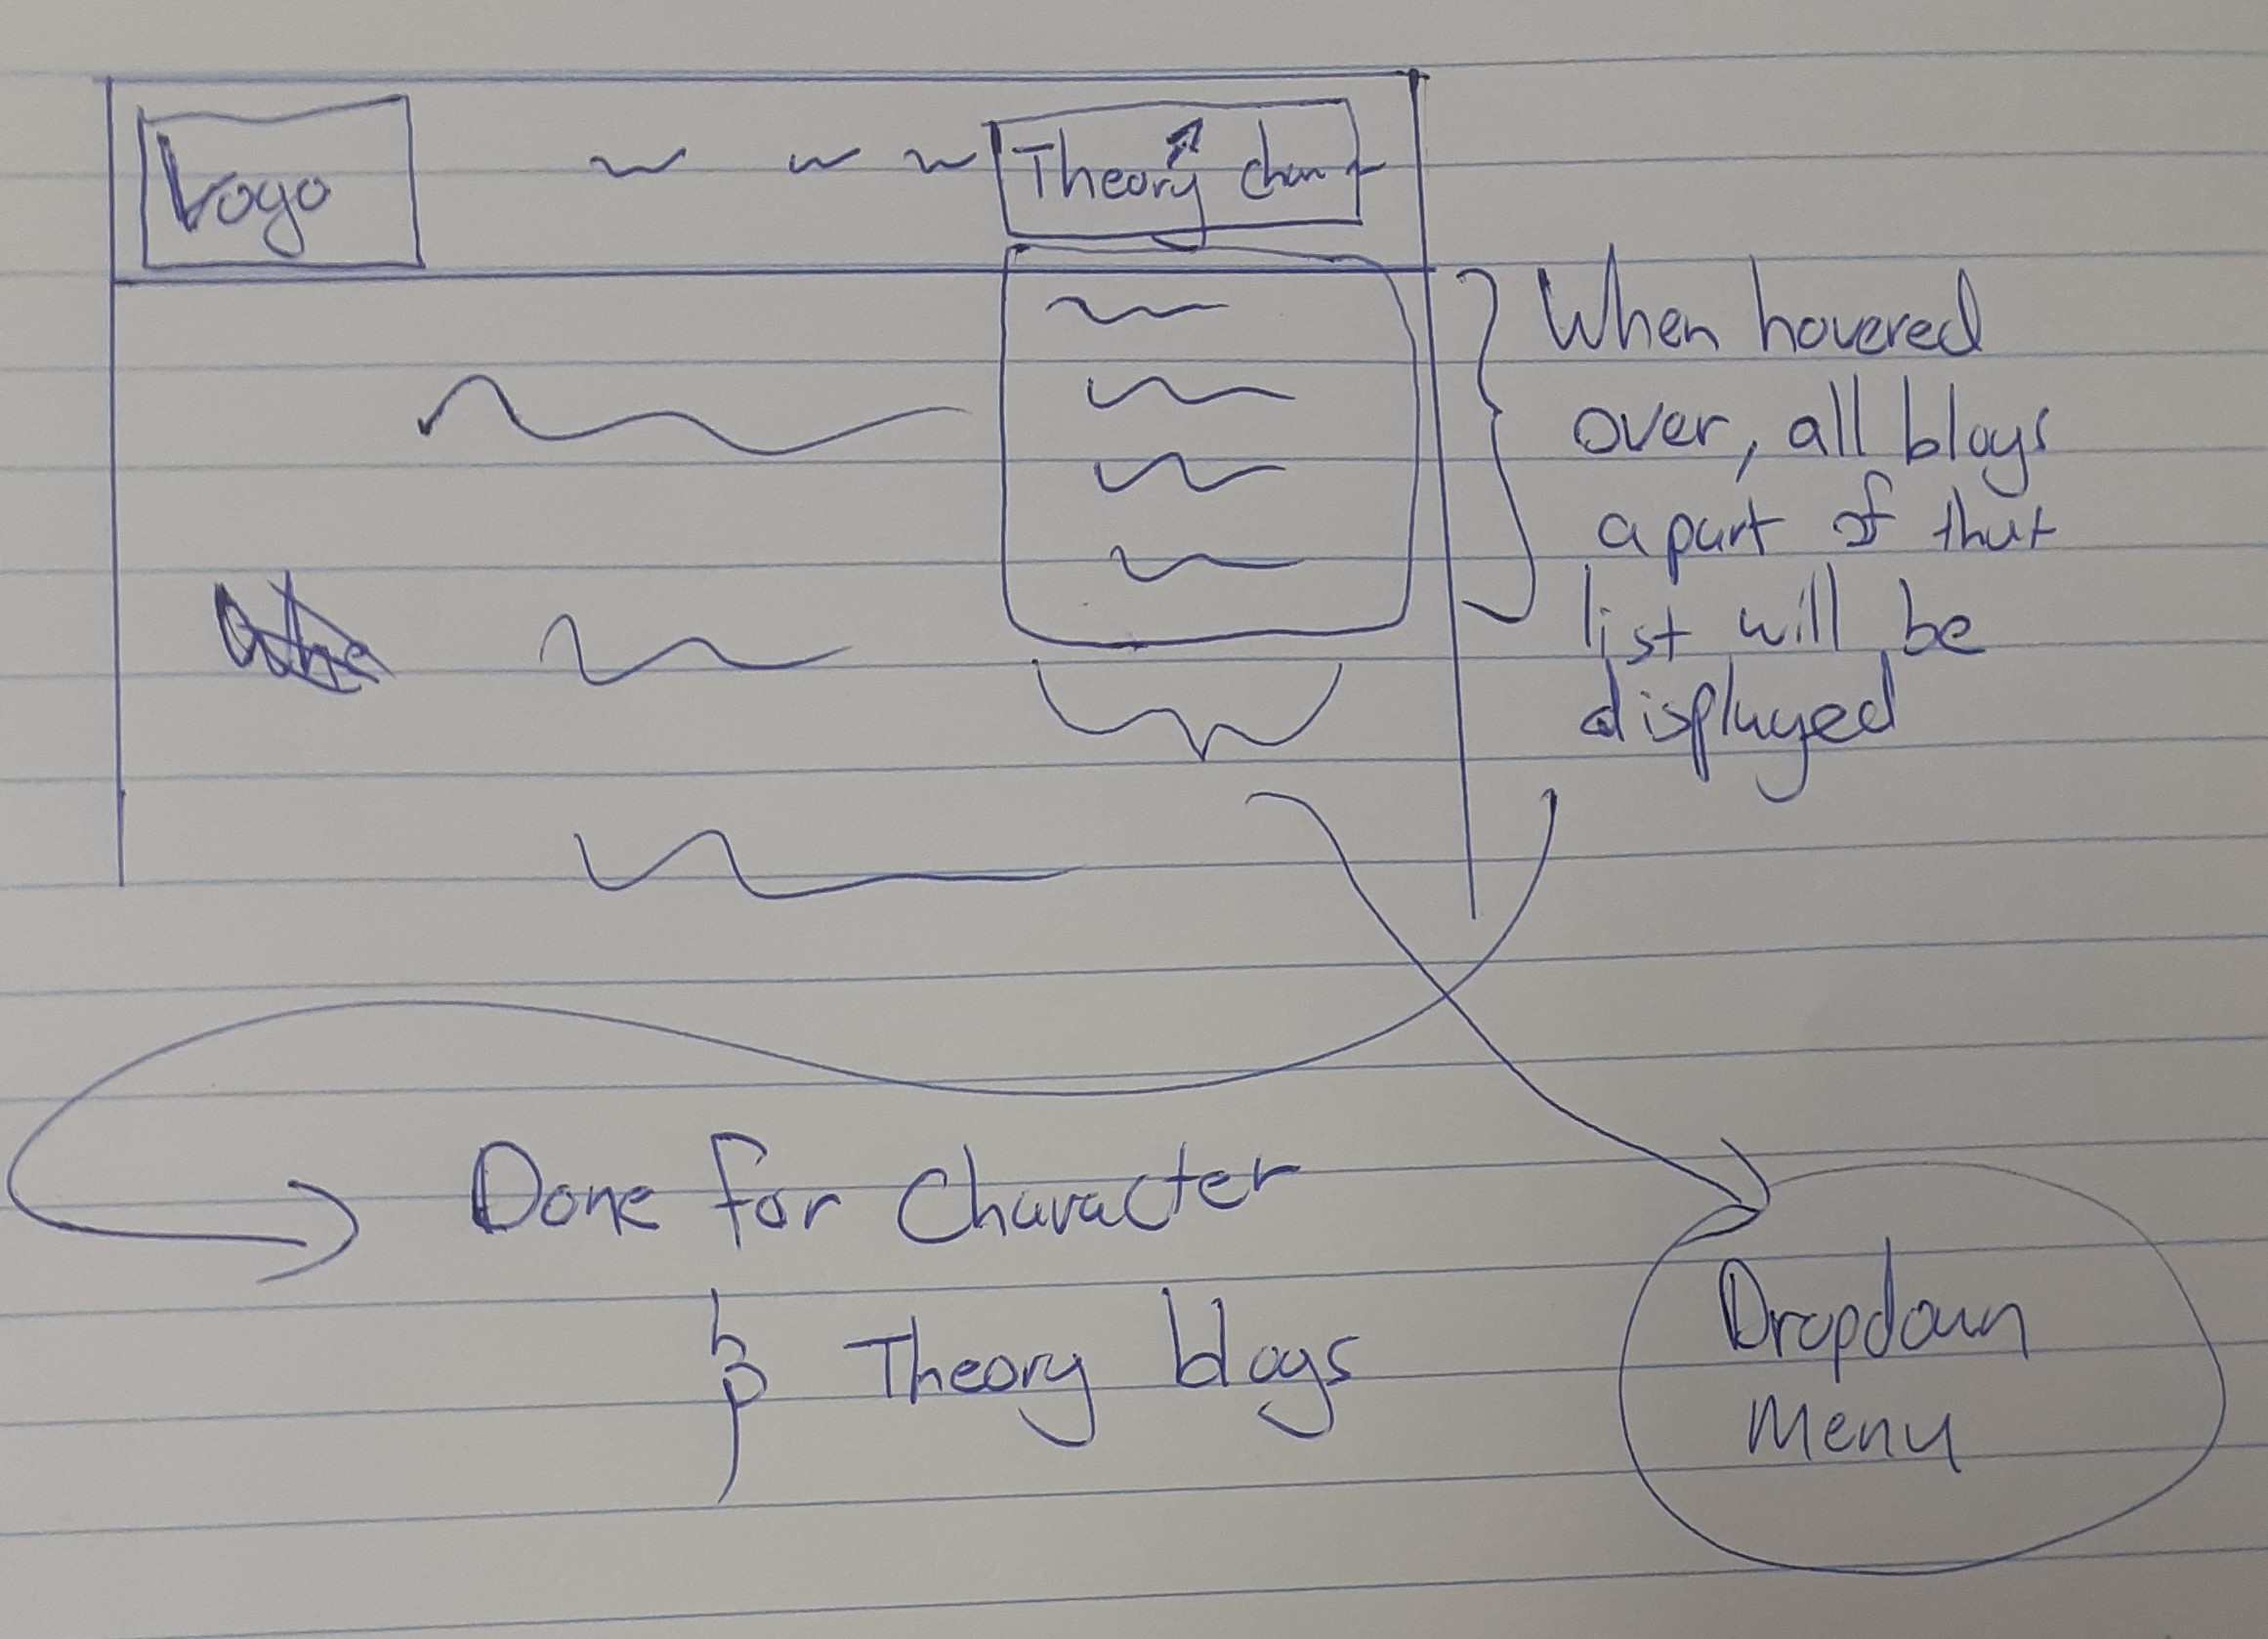 Logo
Theory
When hovered
over, all blogs
a part of that
list will be
displayed
Done for Character
& Theory blogs
Dropdown
Menu